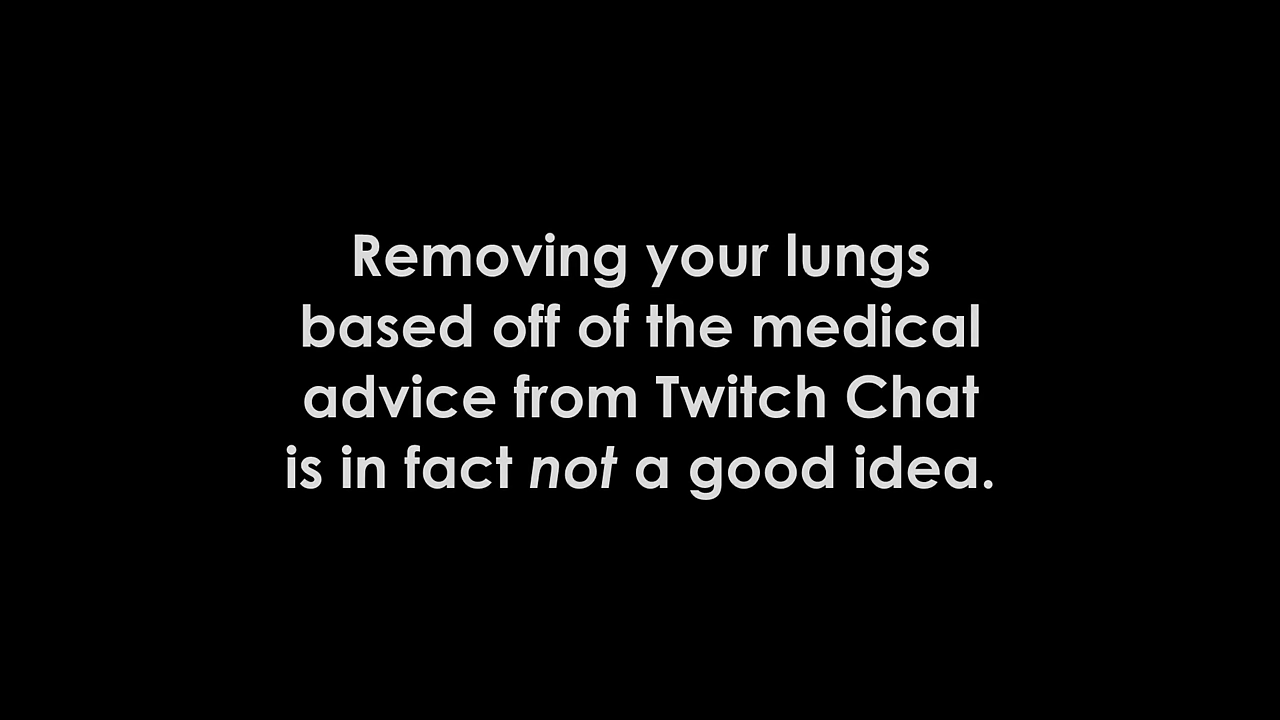 Removing your lungs
based off of the medical
advice from Twitch Chat
is in fact not a good idea.